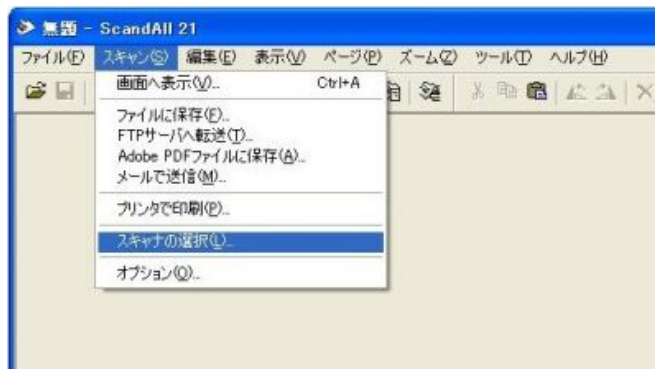 無題 - ScandAll 21
ファイル(F) スキャン(S) 編集(E) 表示(V) ページ(P) ズーム(Z) ツール(T) ヘルプ(H)
画面へ表示(V)... Ctrl+A
ファイルに保存(F)...
FTPサーバへ転送(T)...
Adobe PDFファイルに保存(A)...
メールで送信(M)...
プリンタで印刷(P)...
スキャナの選択(L)...
オプション(O)...